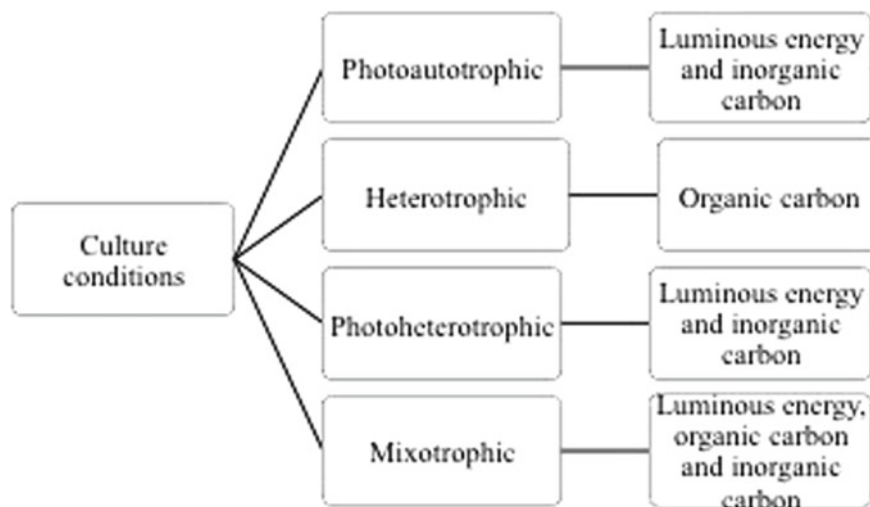 Culture
conditions
Photoautotrophic
Luminous energy
and inorganic
carbon
Heterotrophic
Organic carbon
Photoheterotrophic
Luminous energy
and inorganic
carbon
Mixotrophic
Luminous energy,
organic carbon
and inorganic
carbon